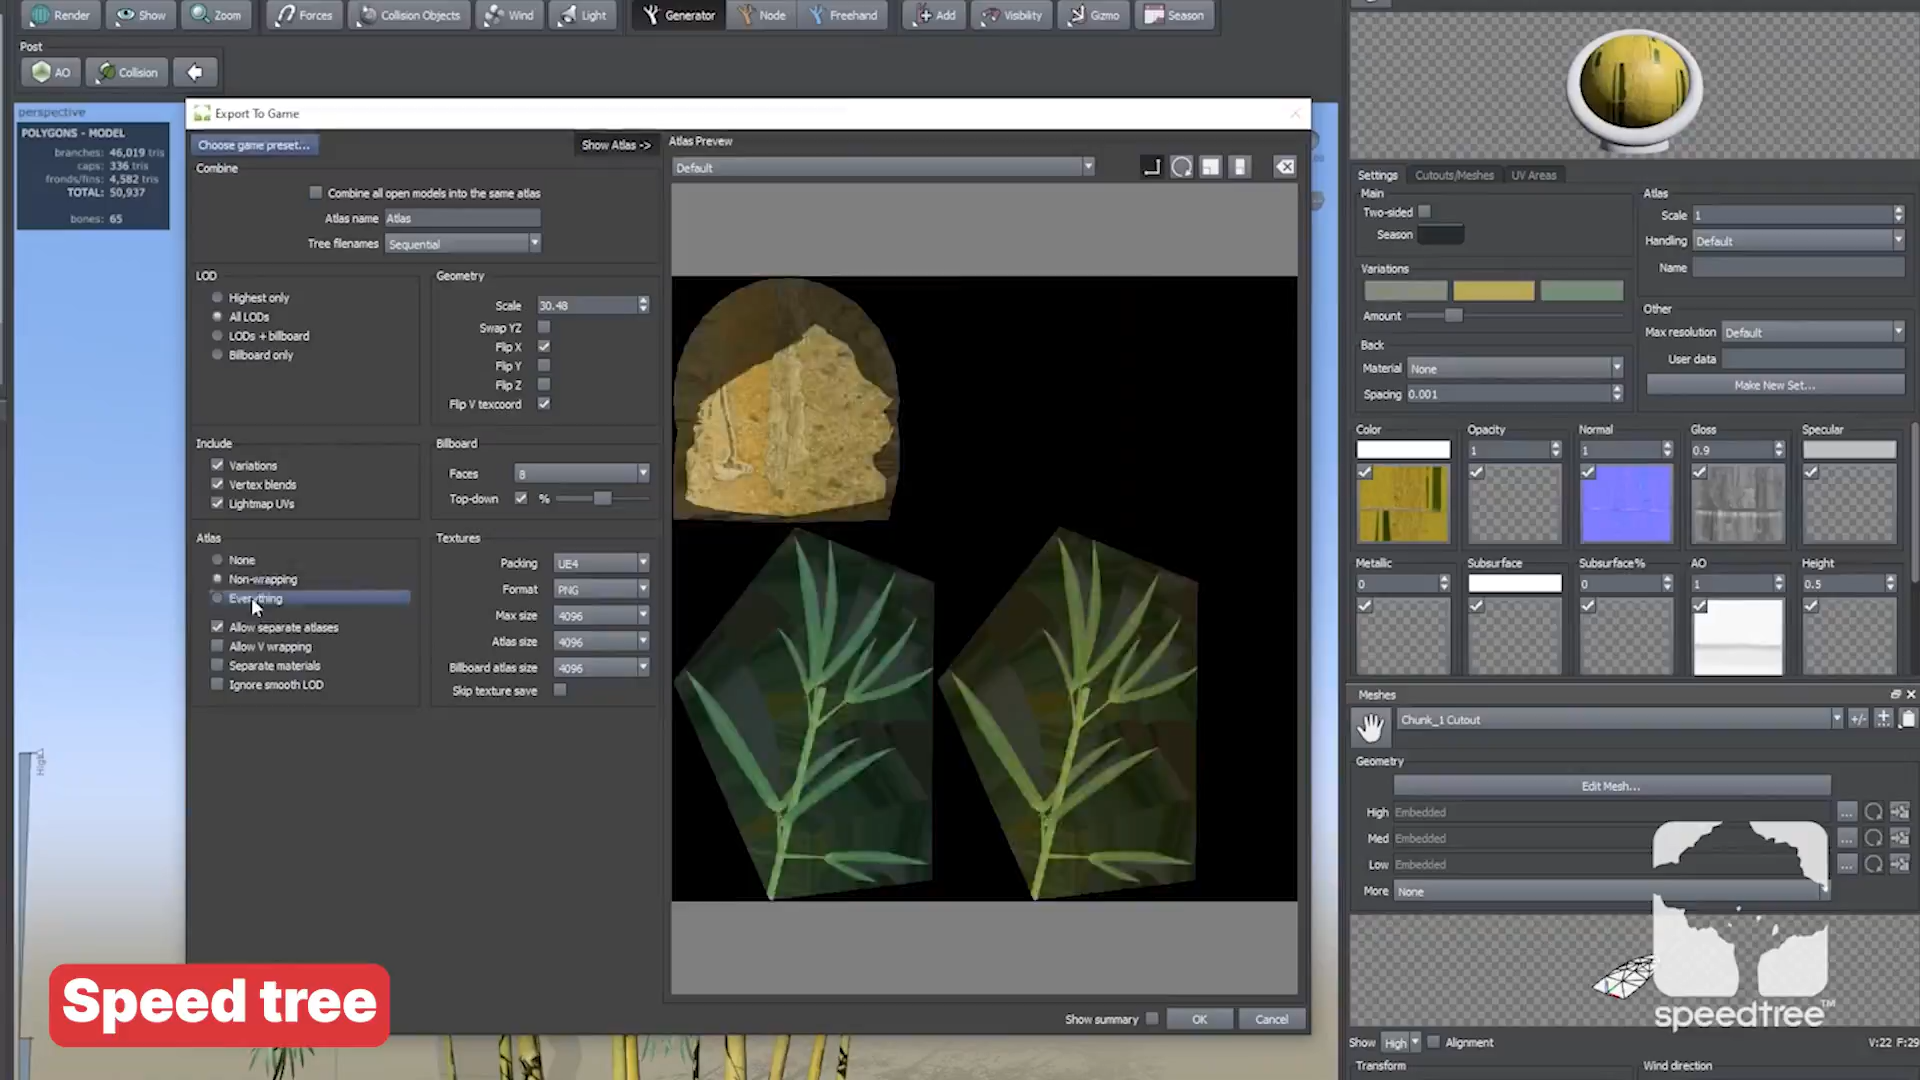 Render Show Zoom Forces Collision Objects Wind Light Generator Node Freehand Add Visibility Gizmo Season
Post
AO Collision
perspective
POLYGONS - MODEL
branches: 46,019 tris
caps: 336 tris
fronds/fins: 4,582 tris
TOTAL: 50,937
bones: 65
High
Export To Game
Choose game preset...
Show Atlas ->
Combine
Combine all open models into the same atlas
Atlas name Atlas
Tree filenames Sequential
LOD
Highest only
All LODs
LODs + billboard
Billboard only
Geometry
Scale 30.48
Swap YZ
Flip X
Flip Y
Flip Z
Flip V texcoord
Include
Variations
Vertex blends
Lightmap UVs
Billboard
Faces 8
Top-down %
Atlas
None
Non-wrapping
Everything
Allow separate atlases
Allow V wrapping
Separate materials
Ignore smooth LOD
Textures
Packing UE4
Format PNG
Max size 4096
Atlas size 4096
Billboard atlas size 4096
Skip texture save
Atlas Preview
Default
Show summary OK Cancel
Settings Cutouts/Meshes UV Areas
Main
Two-sided
Season
Variations
Amount
Back
Material None
Spacing 0.001
Atlas
Scale 1
Handling Default
Name
Other
Max resolution Default
User data
Make New Set...
Color Opacity Normal Gloss Specular
1 1 0.9
Metallic Subsurface Subsurface% AO Height
0 0 1 0.5
Meshes
Chunk_1 Cutout +/-
Geometry
Edit Mesh...
High Embedded ...
Med Embedded ...
Low Embedded ...
More None
speedtree™
Show High Alignment V:22 F:29
Transform Wind direction
Speed tree